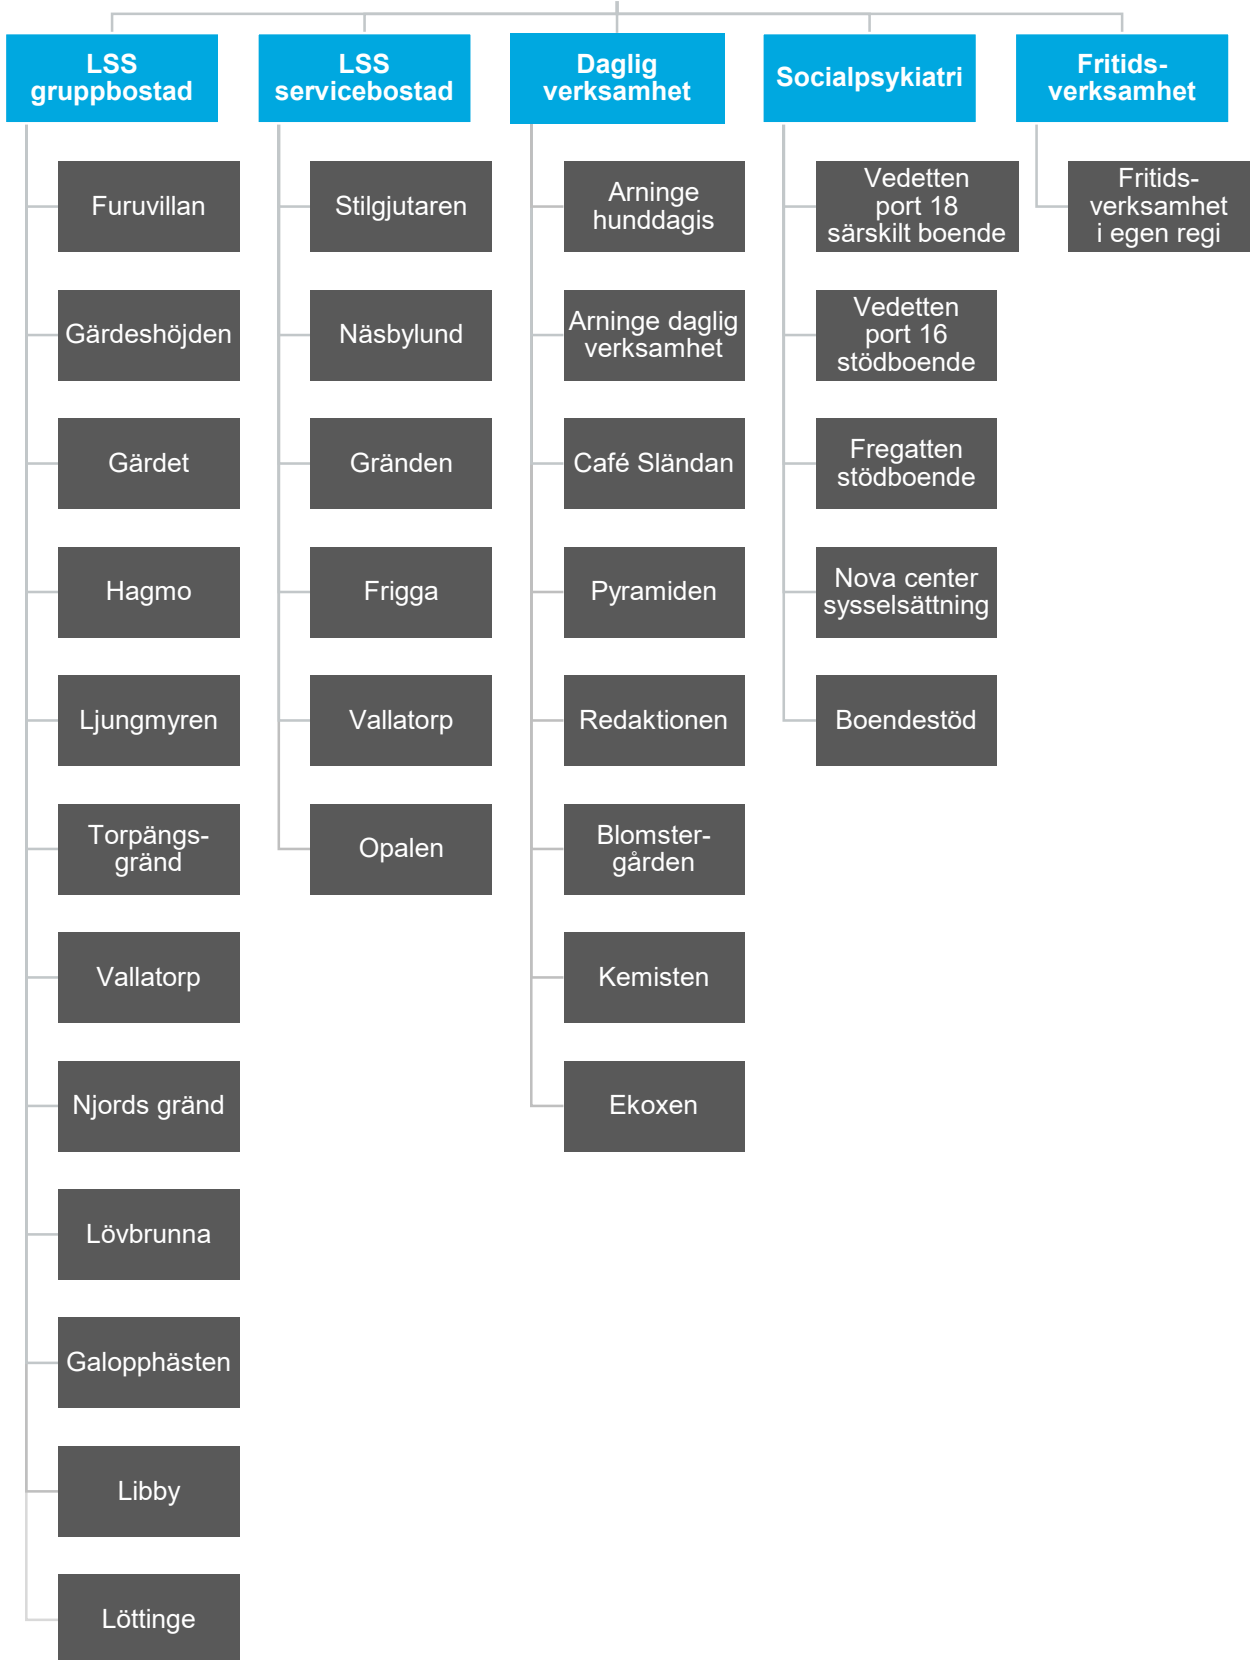 LSS
gruppbostad
LSS
servicebostad
Daglig
verksamhet
Socialpsykiatri
Fritids-
verksamhet
Furuvillan
Gärdeshöjden
Gärdet
Hagmo
Ljungmyren
Torpängs-
gränd
Vallatorp
Njords gränd
Lövbrunna
Galopphästen
Libby
Löttinge
Stilgjutaren
Näsbylund
Gränden
Frigga
Vallatorp
Opalen
Arninge
hunddagis
Arninge daglig
verksamhet
Café Sländan
Pyramiden
Redaktionen
Blomster-
gården
Kemisten
Ekoxen
Vedetten
port 18
särskilt boende
Vedetten
port 16
stödboende
Fregatten
stödboende
Nova center
sysselsättning
Boendestöd
Fritids-
verksamhet
i egen regi